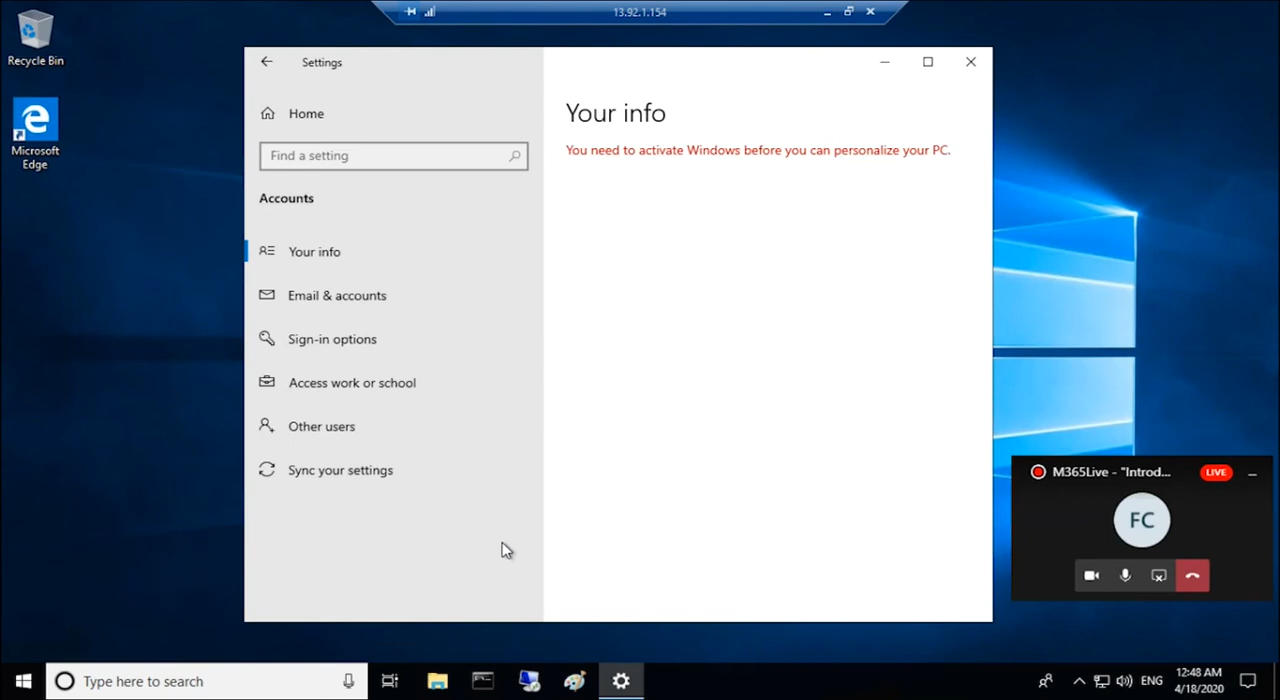 13.92.1.154
Recycle Bin
Microsoft
Edge
Settings
Home
Find a setting
Accounts
Your info
Email & accounts
Sign-in options
Access work or school
Other users
Sync your settings
Your info
You need to activate Windows before you can personalize your PC.
M365Live - "Introd...
LIVE
FC
Type here to search
ENG
12:48 AM
4/18/2020